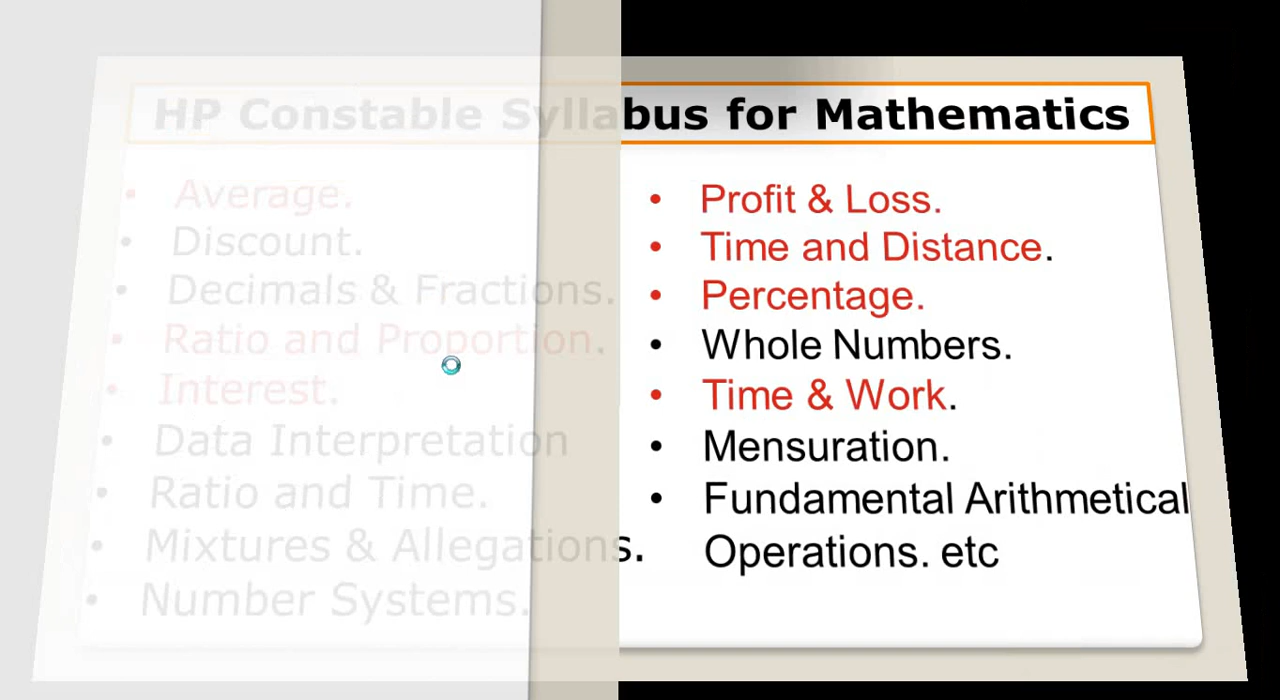 HP Constable Syllabus for Mathematics
• Average.
• Discount.
• Decimals & Fractions.
• Ratio and Proportion.
• Interest.
• Data Interpretation
• Ratio and Time.
• Mixtures & Allegations.
• Number Systems.
• Profit & Loss.
• Time and Distance.
• Percentage.
• Whole Numbers.
• Time & Work.
• Mensuration.
• Fundamental Arithmetical
Operations. etc